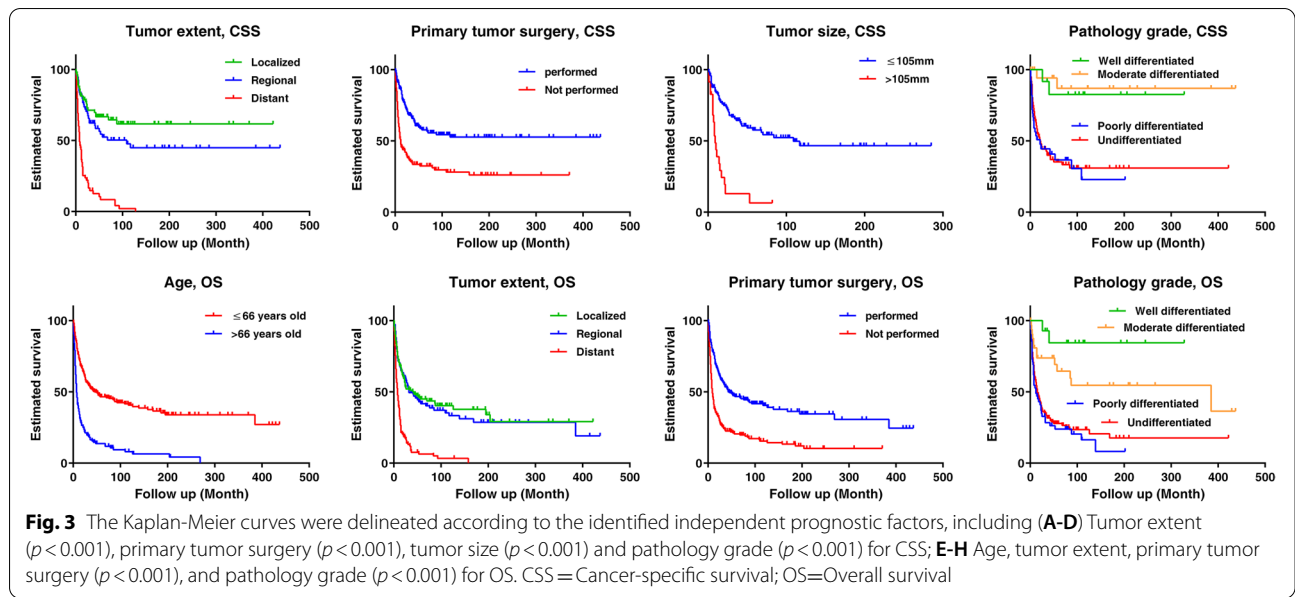 Tumor extent, CSS
Localized
Regional
Distant
Estimated survival
100
50
0
0 100 200 300 400 500
Follow up (Month)
Primary tumor surgery, CSS
performed
Not performed
Estimated survival
100
50
0
0 100 200 300 400 500
Follow up (Month)
Tumor size, CSS
≤105mm
>105mm
Estimated survival
100
50
0
0 100 200 300
Follow up (Month)
Pathology grade, CSS
Well differentiated
Moderate differentiated
Poorly differentiated
Undifferentiated
Estimated survival
100
50
0
0 100 200 300 400 500
Follow up (Month)
Age, OS
≤66 years old
>66 years old
Estimated survival
100
50
0
0 100 200 300 400 500
Follow up (Month)
Tumor extent, OS
Localized
Regional
Distant
Estimated survival
100
50
0
0 100 200 300 400 500
Follow up (Month)
Primary tumor surgery, OS
performed
Not performed
Estimated survival
100
50
0
0 100 200 300 400 500
Follow up (Month)
Pathology grade, OS
Well differentiated
Moderate differentiated
Poorly differentiated
Undifferentiated
Estimated survival
100
50
0
0 100 200 300 400 500
Follow up (Month)
Fig. 3 The Kaplan-Meier curves were delineated according to the identified independent prognostic factors, including (A-D) Tumor extent
(p < 0.001), primary tumor surgery (p < 0.001), tumor size (p < 0.001) and pathology grade (p < 0.001) for CSS; E-H Age, tumor extent, primary tumor
surgery (p < 0.001), and pathology grade (p < 0.001) for OS. CSS = Cancer-specific survival; OS=Overall survival